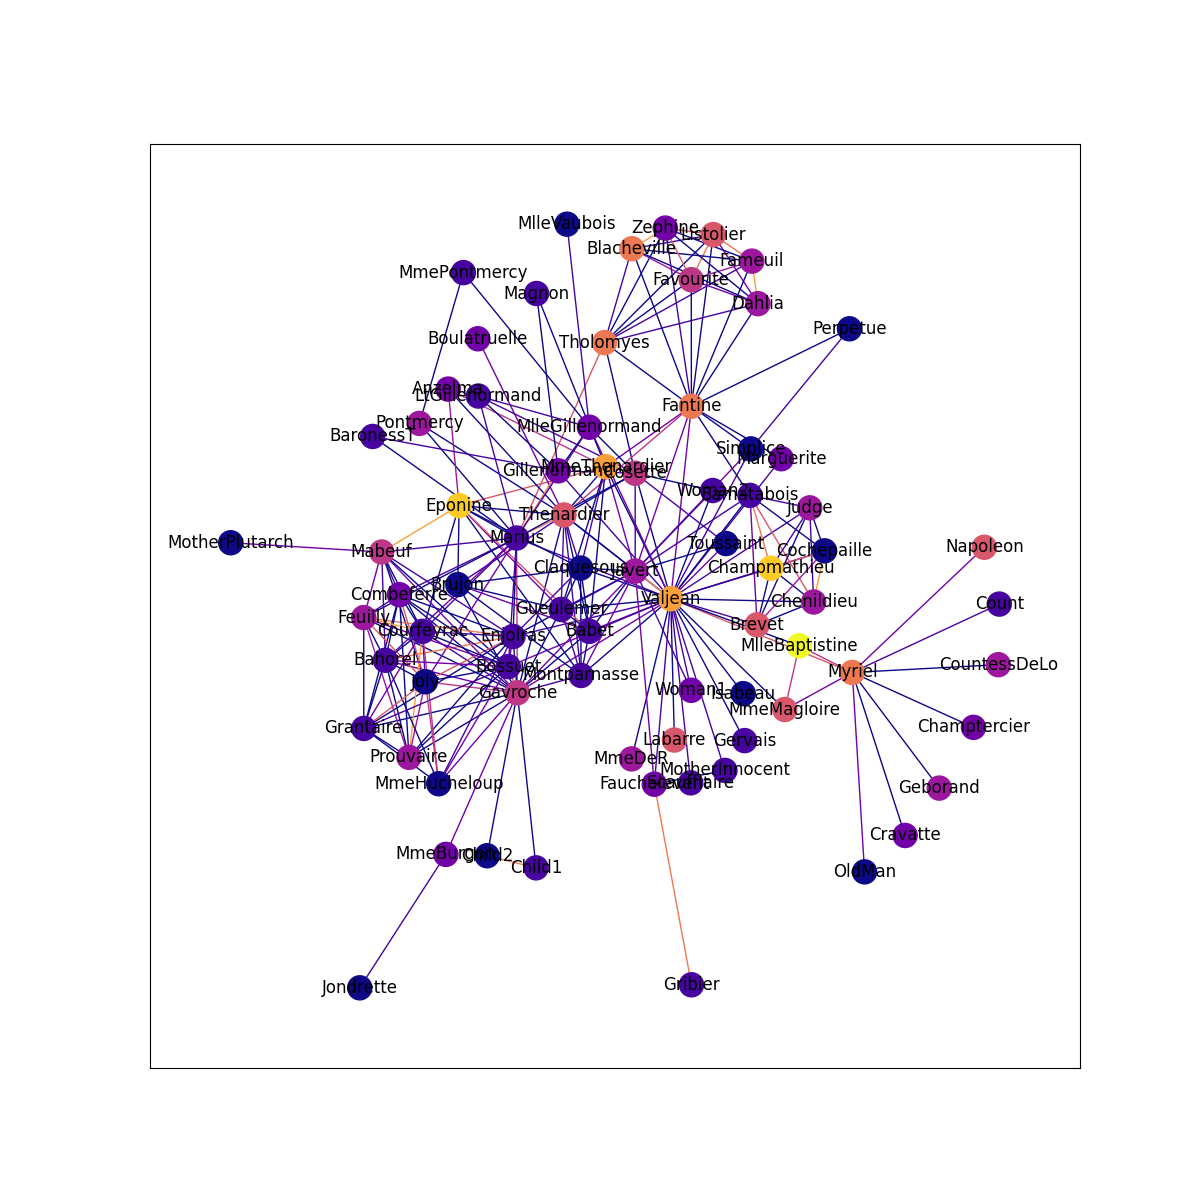 MlleVaubois
Zephine
Listolier
Blacheville
Fameuil
MmePontmercy
Favourite
Magnon
Dahlia
Perpetue
Boulatruelle
Tholomyes
Anzelma
LtGillenormand
Fantine
Pontmercy
MlleGillenormand
BaronessT
Simplice
Marguerite
MmeThenardier
Gillenormand
Cosette
Woman2
Bamatabois
Eponine
Judge
Thenardier
Marius
MotherPlutarch
Toussaint
Napoleon
Mabeuf
Cochepaille
Claquesous
Javert
Champmathieu
Brujon
Combeferre
Valjean
Chenildieu
Count
Gueulemer
Feuilly
Brevet
Courfeyrac
Babet
Enjolras
MlleBaptistine
Bahorel
CountessDeLo
Bossuet
Myriel
Montparnasse
Joly
Gavroche
Woman1
Isabeau
MmeMagloire
Grantaire
Champtercier
Labarre
Gervais
Prouvaire
MmeDeR
MotherInnocent
MmeHucheloup
Fauchelevent
Scaufflaire
Geborand
Cravatte
MmeBurgon
Child2
Child1
OldMan
Jondrette
Gribier